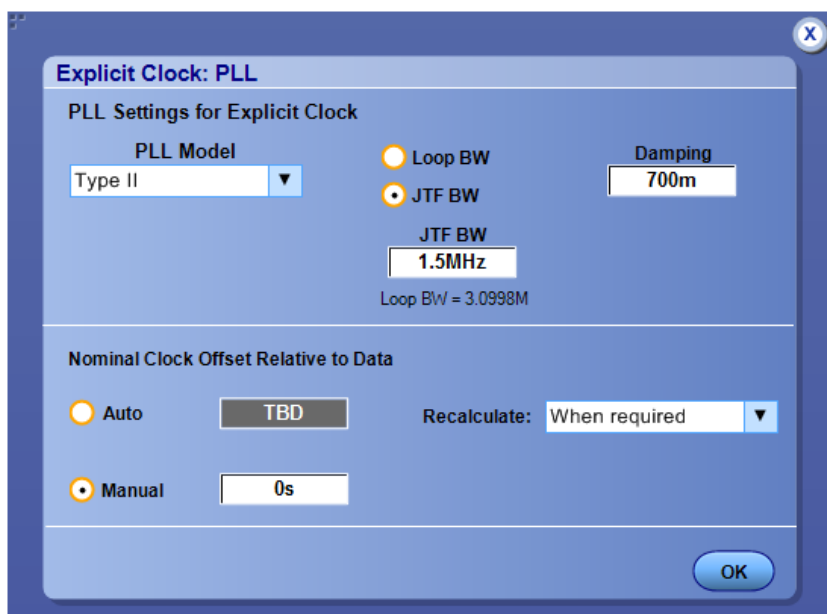 X
Explicit Clock: PLL
PLL Settings for Explicit Clock
PLL Model
Type II
Loop BW
JTF BW
JTF BW
1.5MHz
Loop BW = 3.0998M
Damping
700m
Nominal Clock Offset Relative to Data
Auto TBD Recalculate: When required
Manual 0s
OK